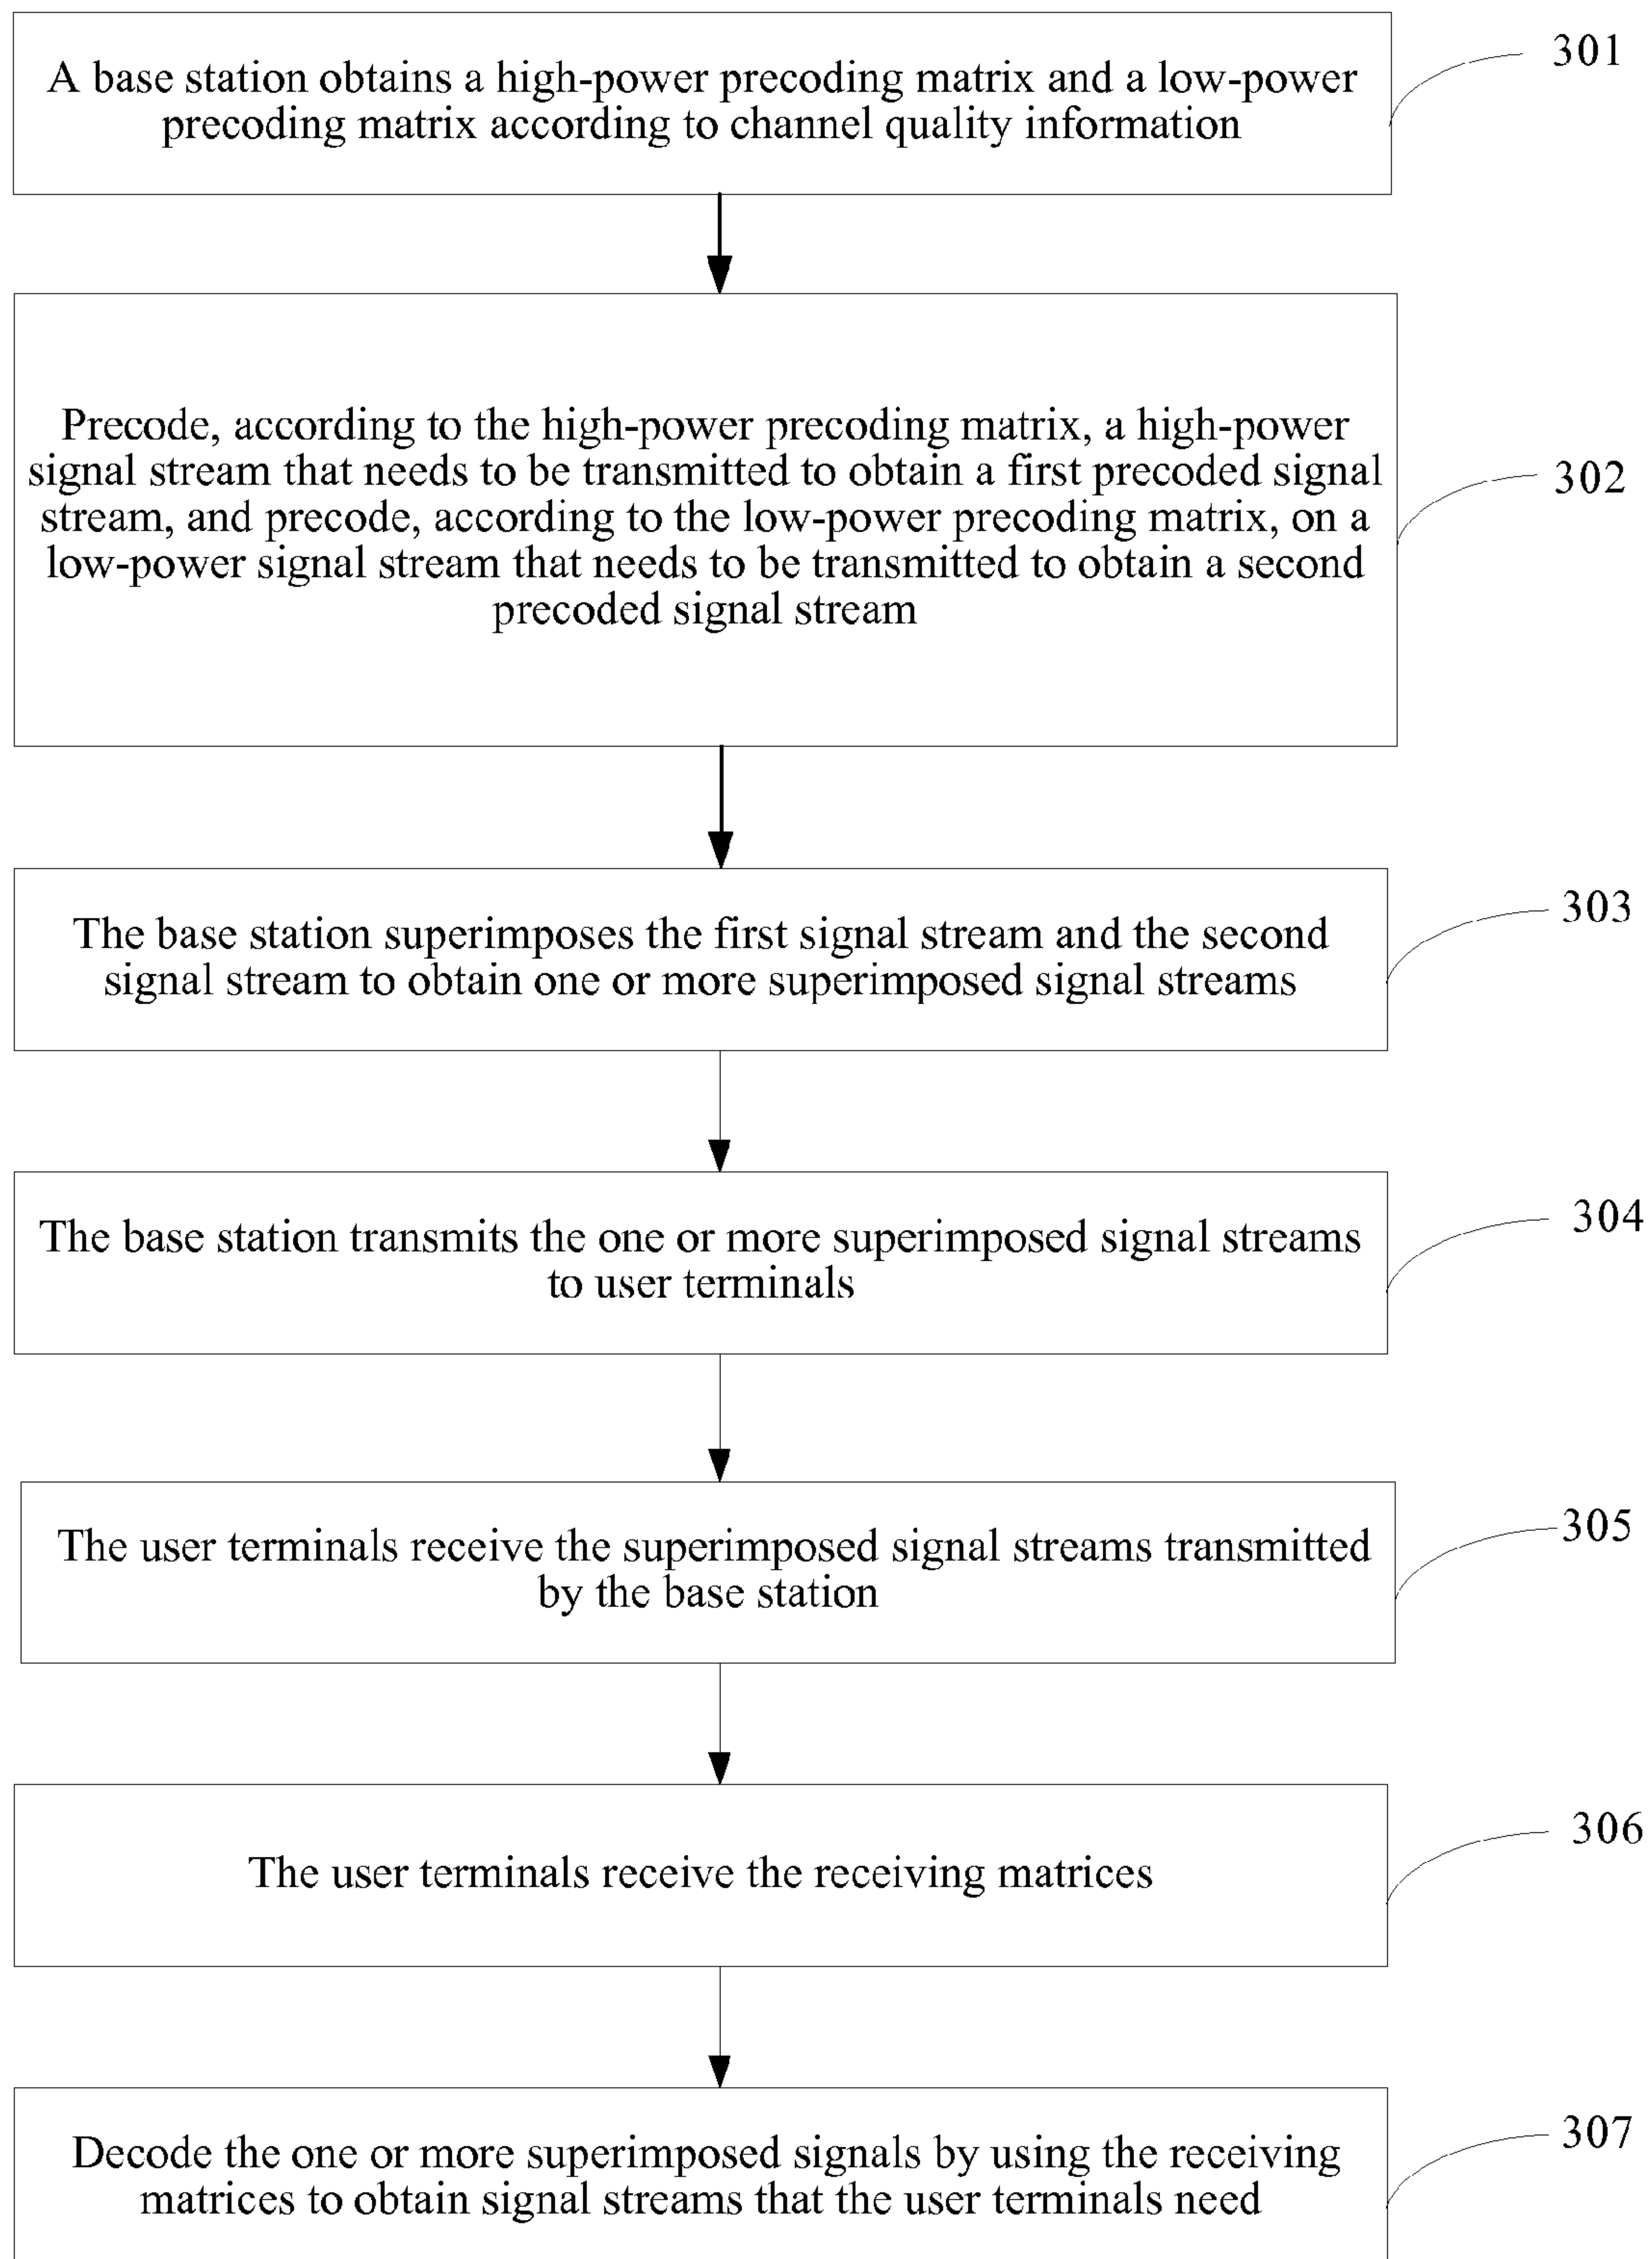 A base station obtains a high-power precoding matrix and a low-power
precoding matrix according to channel quality information
301
Precode, according to the high-power precoding matrix, a high-power
signal stream that needs to be transmitted to obtain a first precoded signal
stream, and precode, according to the low-power precoding matrix, on a
low-power signal stream that needs to be transmitted to obtain a second
precoded signal stream
302
The base station superimposes the first signal stream and the second
signal stream to obtain one or more superimposed signal streams
303
The base station transmits the one or more superimposed signal streams
to user terminals
304
The user terminals receive the superimposed signal streams transmitted
by the base station
305
The user terminals receive the receiving matrices
306
Decode the one or more superimposed signals by using the receiving
matrices to obtain signal streams that the user terminals need
307